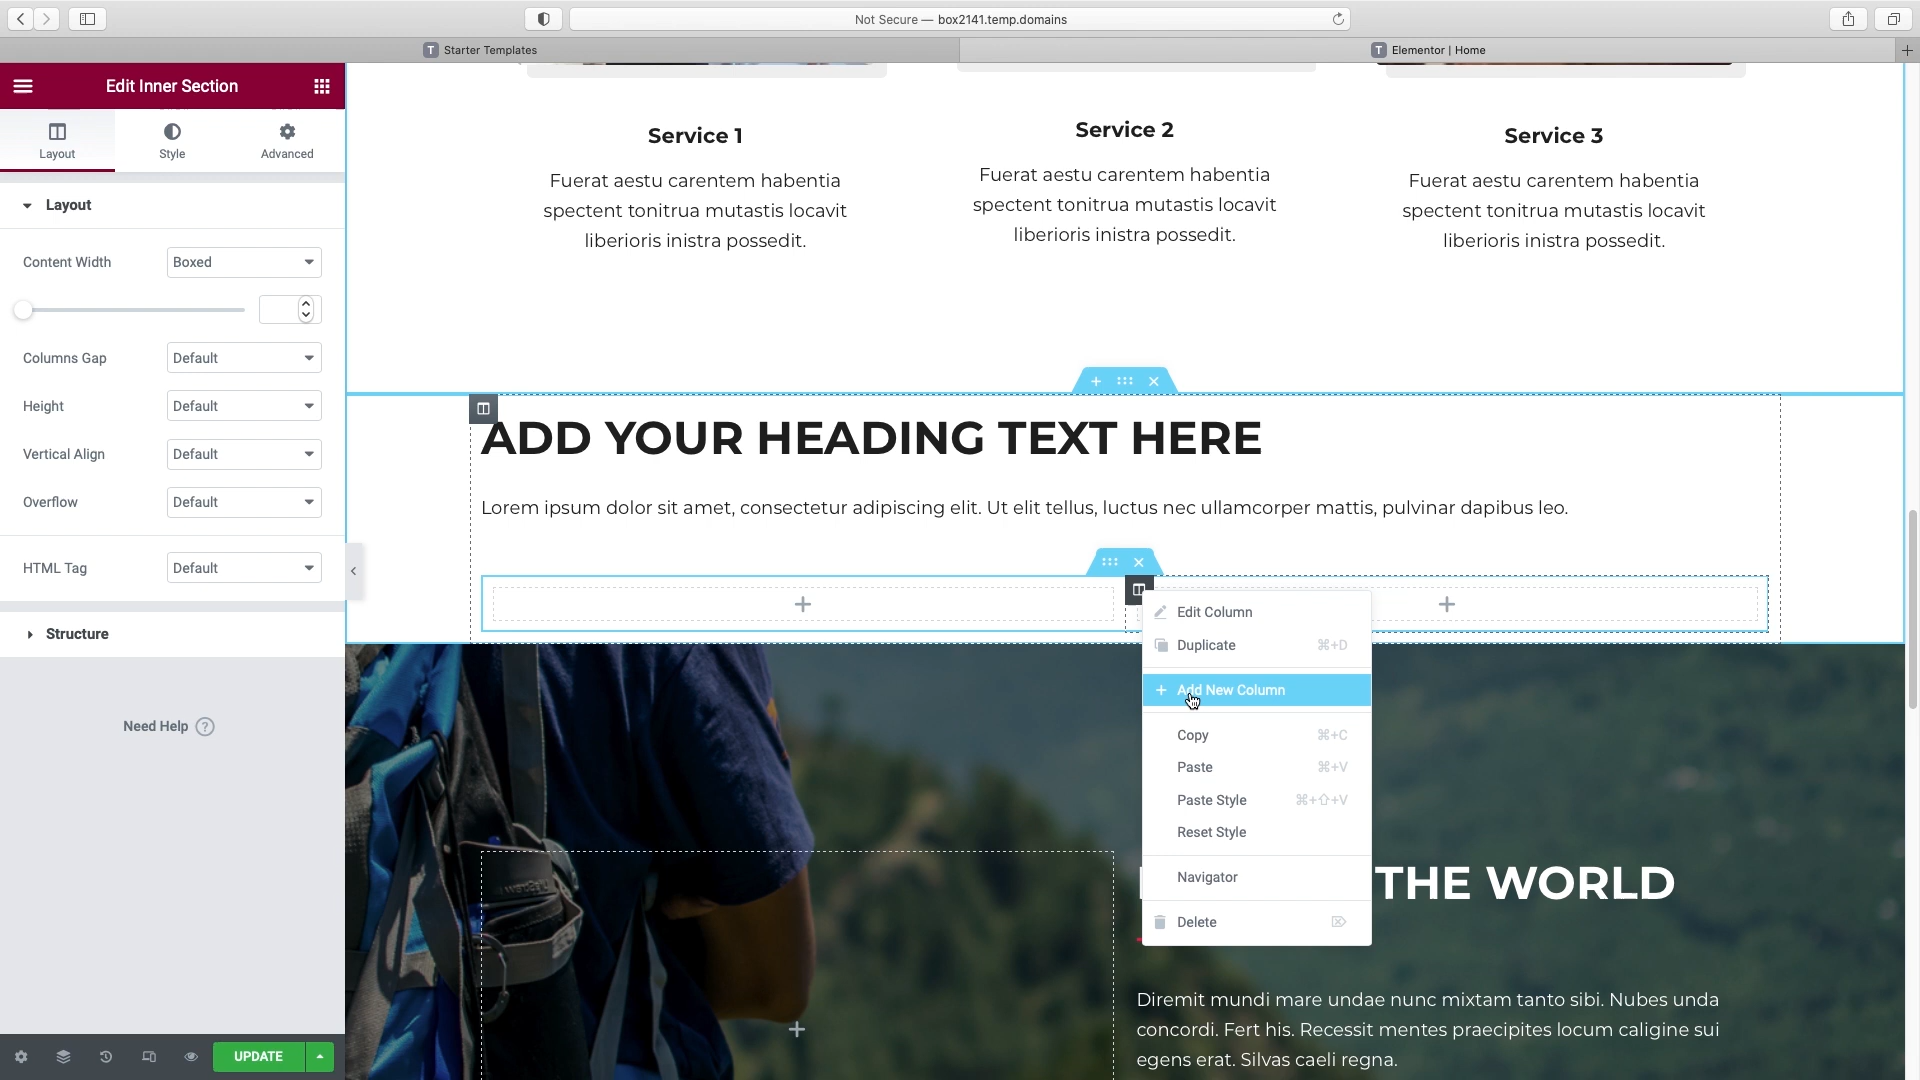 Not Secure — box2141.temp.domains
T Starter Templates
T Elementor | Home
Edit Inner Section
Layout
Style
Advanced
Layout
Content Width
Boxed
Columns Gap
Default
Height
Default
Vertical Align
Default
Overflow
Default
HTML Tag
Default
Structure
Need Help ?
UPDATE
Service 1
Fuerat aestu carentem habentia
spectent tonitrua mutastis locavit
liberioris inistra possedit.
Service 2
Fuerat aestu carentem habentia
spectent tonitrua mutastis locavit
liberioris inistra possedit.
Service 3
Fuerat aestu carentem habentia
spectent tonitrua mutastis locavit
liberioris inistra possedit.
ADD YOUR HEADING TEXT HERE
Lorem ipsum dolor sit amet, consectetur adipiscing elit. Ut elit tellus, luctus nec ullamcorper mattis, pulvinar dapibus leo.
Edit Column
Duplicate ⌘+D
Add New Column
Copy ⌘+C
Paste ⌘+V
Paste Style ⌘+⇧+V
Reset Style
Navigator
Delete ⌦
THE WORLD
Diremit mundi mare undae nunc mixtam tanto sibi. Nubes unda
concordi. Fert his. Recessit mentes praecipites locum caligine sui
egens erat. Silvas caeli regna.